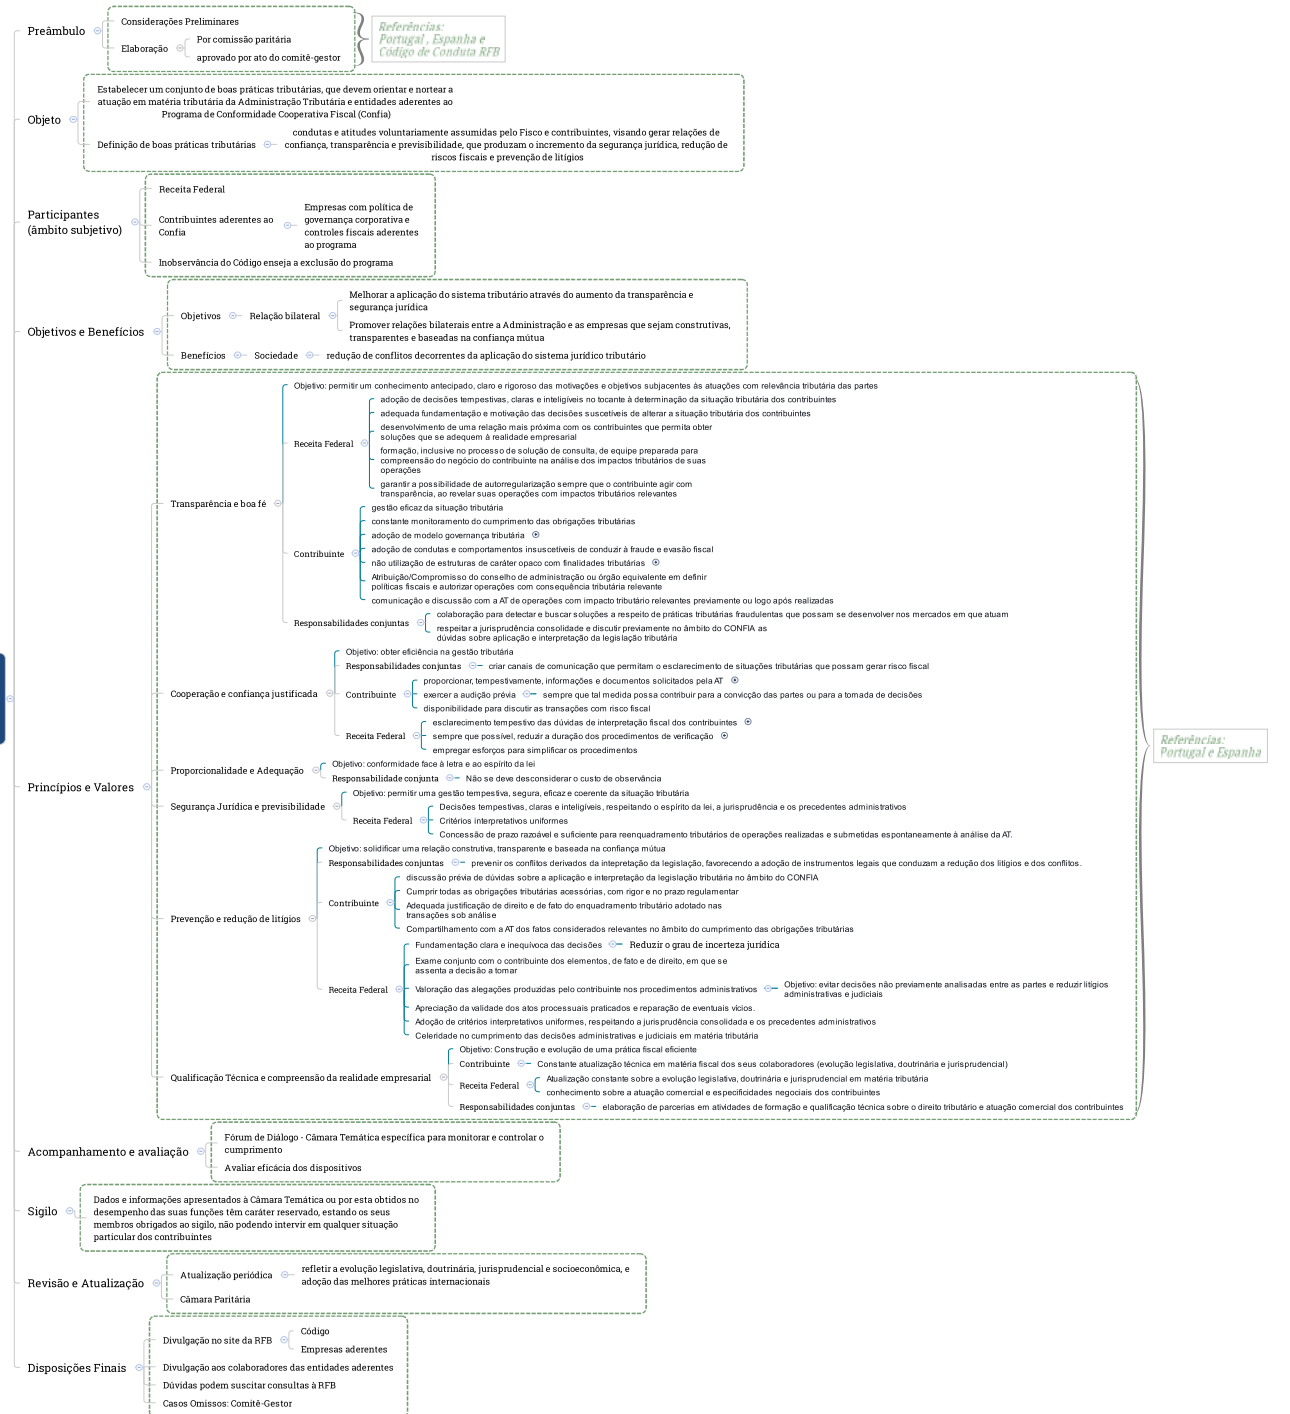 Preâmbulo
Considerações Preliminares
Elaboração
Por comissão paritária
aprovado por ato do comitê-gestor
Referências:
Portugal , Espanha e
Código de Conduta RFB
Objeto
Estabelecer um conjunto de boas práticas tributárias, que devem orientar e nortear a
atuação em matéria tributária da Administração Tributária e entidades aderentes ao
Programa de Conformidade Cooperativa Fiscal (Confia)
Definição de boas práticas tributárias
condutas e atitudes voluntariamente assumidas pelo Fisco e contribuintes, visando gerar relações de
confiança, transparência e previsibilidade, que produzam o incremento da segurança jurídica, redução de
riscos fiscais e prevenção de litígios
Participantes
(âmbito subjetivo)
Receita Federal
Contribuintes aderentes ao
Confia
Empresas com política de
governança corporativa e
controles fiscais aderentes
ao programa
Inobservância do Código enseja a exclusão do programa
Objetivos e Benefícios
Objetivos
Relação bilateral
Melhorar a aplicação do sistema tributário através do aumento da transparência e
segurança jurídica
Promover relações bilaterais entre a Administração e as empresas que sejam construtivas,
transparentes e baseadas na confiança mútua
Benefícios
Sociedade
redução de conflitos decorrentes da aplicação do sistema jurídico tributário
Princípios e Valores
Transparência e boa fé
Objetivo: permitir um conhecimento antecipado, claro e rigoroso das motivações e objetivos subjacentes às atuações com relevância tributária das partes
Receita Federal
adoção de decisões tempestivas, claras e inteligíveis no tocante à determinação da situação tributária dos contribuintes
adequada fundamentação e motivação das decisões suscetíveis de alterar a situação tributária dos contribuintes
desenvolvimento de uma relação mais próxima com os contribuintes que permita obter
soluções que se adequem à realidade empresarial
formação, inclusive no processo de solução de consulta, de equipe preparada para
compreensão do negócio do contribuinte na análise dos impactos tributários de suas
operações
garantir a possibilidade de autorregularização sempre que o contribuinte agir com
transparência, ao revelar suas operações com impactos tributários relevantes
Contribuinte
gestão eficaz da situação tributária
constante monitoramento do cumprimento das obrigações tributárias
adoção de modelo governança tributária
adoção de condutas e comportamentos insuscetíveis de conduzir à fraude e evasão fiscal
não utilização de estruturas de caráter opaco com finalidades tributárias
Atribuição/Compromisso do conselho de administração ou órgão equivalente em definir
políticas fiscais e autorizar operações com consequência tributária relevante
comunicação e discussão com a AT de operações com impacto tributário relevantes previamente ou logo após realizadas
Responsabilidades conjuntas
colaboração para detectar e buscar soluções a respeito de práticas tributárias fraudulentas que possam se desenvolver nos mercados em que atuam
respeitar a jurisprudência consolidade e discutir previamente no âmbito do CONFIA as
dúvidas sobre aplicação e interpretação da legislação tributária
Cooperação e confiança justificada
Objetivo: obter eficiência na gestão tributária
Responsabilidades conjuntas
criar canais de comunicação que permitam o esclarecimento de situações tributárias que possam gerar risco fiscal
Contribuinte
proporcionar, tempestivamente, informações e documentos solicitados pela AT
exercer a audição prévia
sempre que tal medida possa contribuir para a convicção das partes ou para a tomada de decisões
disponibilidade para discutir as transações com risco fiscal
Receita Federal
esclarecimento tempestivo das dúvidas de interpretação fiscal dos contribuintes
sempre que possível, reduzir a duração dos procedimentos de verificação
empregar esforços para simplificar os procedimentos
Proporcionalidade e Adequação
Objetivo: conformidade face à letra e ao espírito da lei
Responsabilidade conjunta
Não se deve desconsiderar o custo de observância
Segurança Jurídica e previsibilidade
Objetivo: permitir uma gestão tempestiva, segura, eficaz e coerente da situação tributária
Receita Federal
Decisões tempestivas, claras e inteligíveis, respeitando o espírito da lei, a jurisprudência e os precedentes administrativos
Critérios interpretativos uniformes
Concessão de prazo razoável e suficiente para reenquadramento tributários de operações realizadas e submetidas espontaneamente à análise da AT.
Prevenção e redução de litígios
Objetivo: solidificar uma relação construtiva, transparente e baseada na confiança mútua
Responsabilidades conjuntas
prevenir os conflitos derivados da intepretação da legislação, favorecendo a adoção de instrumentos legais que conduzam a redução dos litígios e dos conflitos.
Contribuinte
discussão prévia de dúvidas sobre a aplicação e interpretação da legislação tributária no âmbito do CONFIA
Cumprir todas as obrigações tributárias acessórias, com rigor e no prazo regulamentar
Adequada justificação de direito e de fato do enquadramento tributário adotado nas
transações sob análise
Compartilhamento com a AT dos fatos considerados relevantes no âmbito do cumprimento das obrigações tributárias
Receita Federal
Fundamentação clara e inequívoca das decisões
Reduzir o grau de incerteza jurídica
Exame conjunto com o contribuinte dos elementos, de fato e de direito, em que se
assenta a decisão a tomar
Valoração das alegações produzidas pelo contribuinte nos procedimentos administrativos
Objetivo: evitar decisões não previamente analisadas entre as partes e reduzir litígios
administrativas e judiciais
Apreciação da validade dos atos processuais praticados e reparação de eventuais vícios.
Adoção de critérios interpretativos uniformes, respeitando a jurisprudência consolidada e os precedentes administrativos
Celeridade no cumprimento das decisões administrativas e judiciais em matéria tributária
Qualificação Técnica e compreensão da realidade empresarial
Objetivo: Construção e evolução de uma prática fiscal eficiente
Contribuinte
Constante atualização técnica em matéria fiscal dos seus colaboradores (evolução legislativa, doutrinária e jurisprudencial)
Receita Federal
Atualização constante sobre a evolução legislativa, doutrinária e jurisprudencial em matéria tributária
conhecimento sobre a atuação comercial e especificidades negociais dos contribuintes
Responsabilidades conjuntas
elaboração de parcerias em atividades de formação e qualificação técnica sobre o direito tributário e atuação comercial dos contribuintes
Referências:
Portugal e Espanha
Acompanhamento e avaliação
Fórum de Diálogo - Câmara Temática específica para monitorar e controlar o
cumprimento
Avaliar eficácia dos dispositivos
Sigilo
Dados e informações apresentados à Câmara Temática ou por esta obtidos no
desempenho das suas funções têm caráter reservado, estando os seus
membros obrigados ao sigilo, não podendo intervir em qualquer situação
particular dos contribuintes
Revisão e Atualização
Atualização periódica
refletir a evolução legislativa, doutrinária, jurisprudencial e socioeconômica, e
adoção das melhores práticas internacionais
Câmara Paritária
Disposições Finais
Divulgação no site da RFB
Código
Empresas aderentes
Divulgação aos colaboradores das entidades aderentes
Dúvidas podem suscitar consultas à RFB
Casos Omissos: Comitê-Gestor